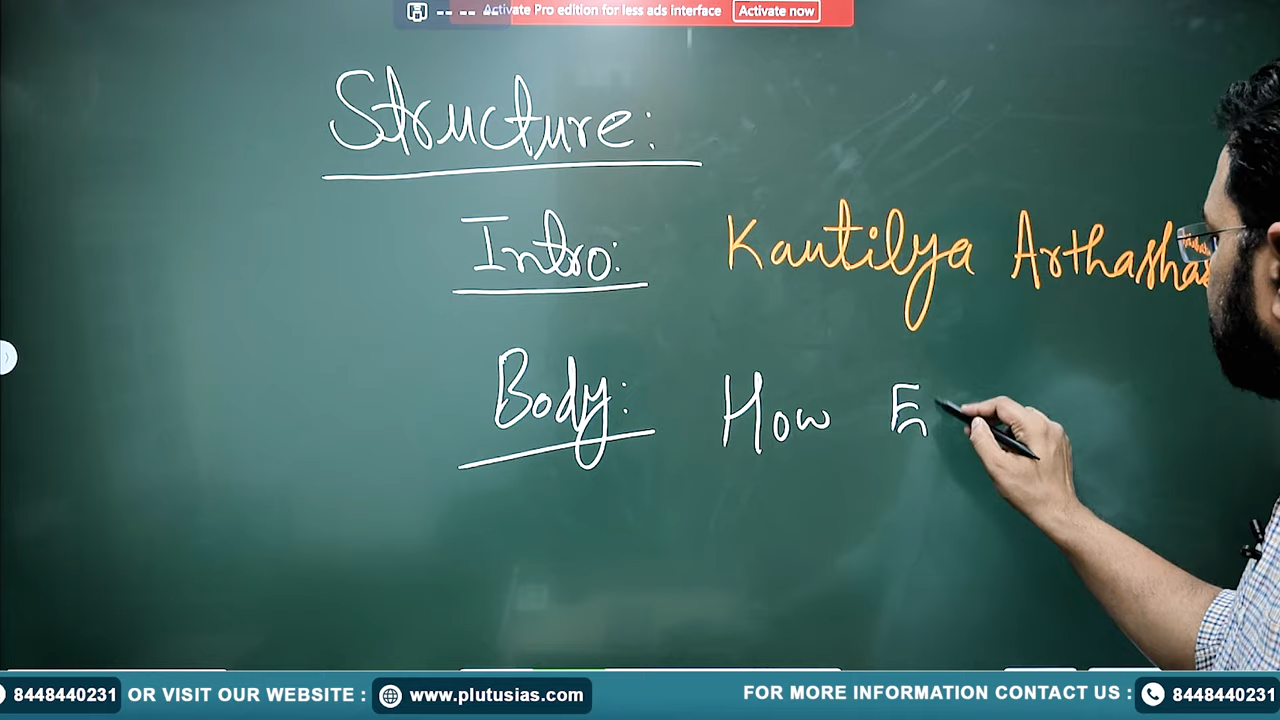 Activate Pro edition for less ads interface Activate now
Structure:
Intro: Kautilya Arthashas
Body: How E
8448440231 OR VISIT OUR WEBSITE : www.plutusias.com FOR MORE INFORMATION CONTACT US : 8448440231